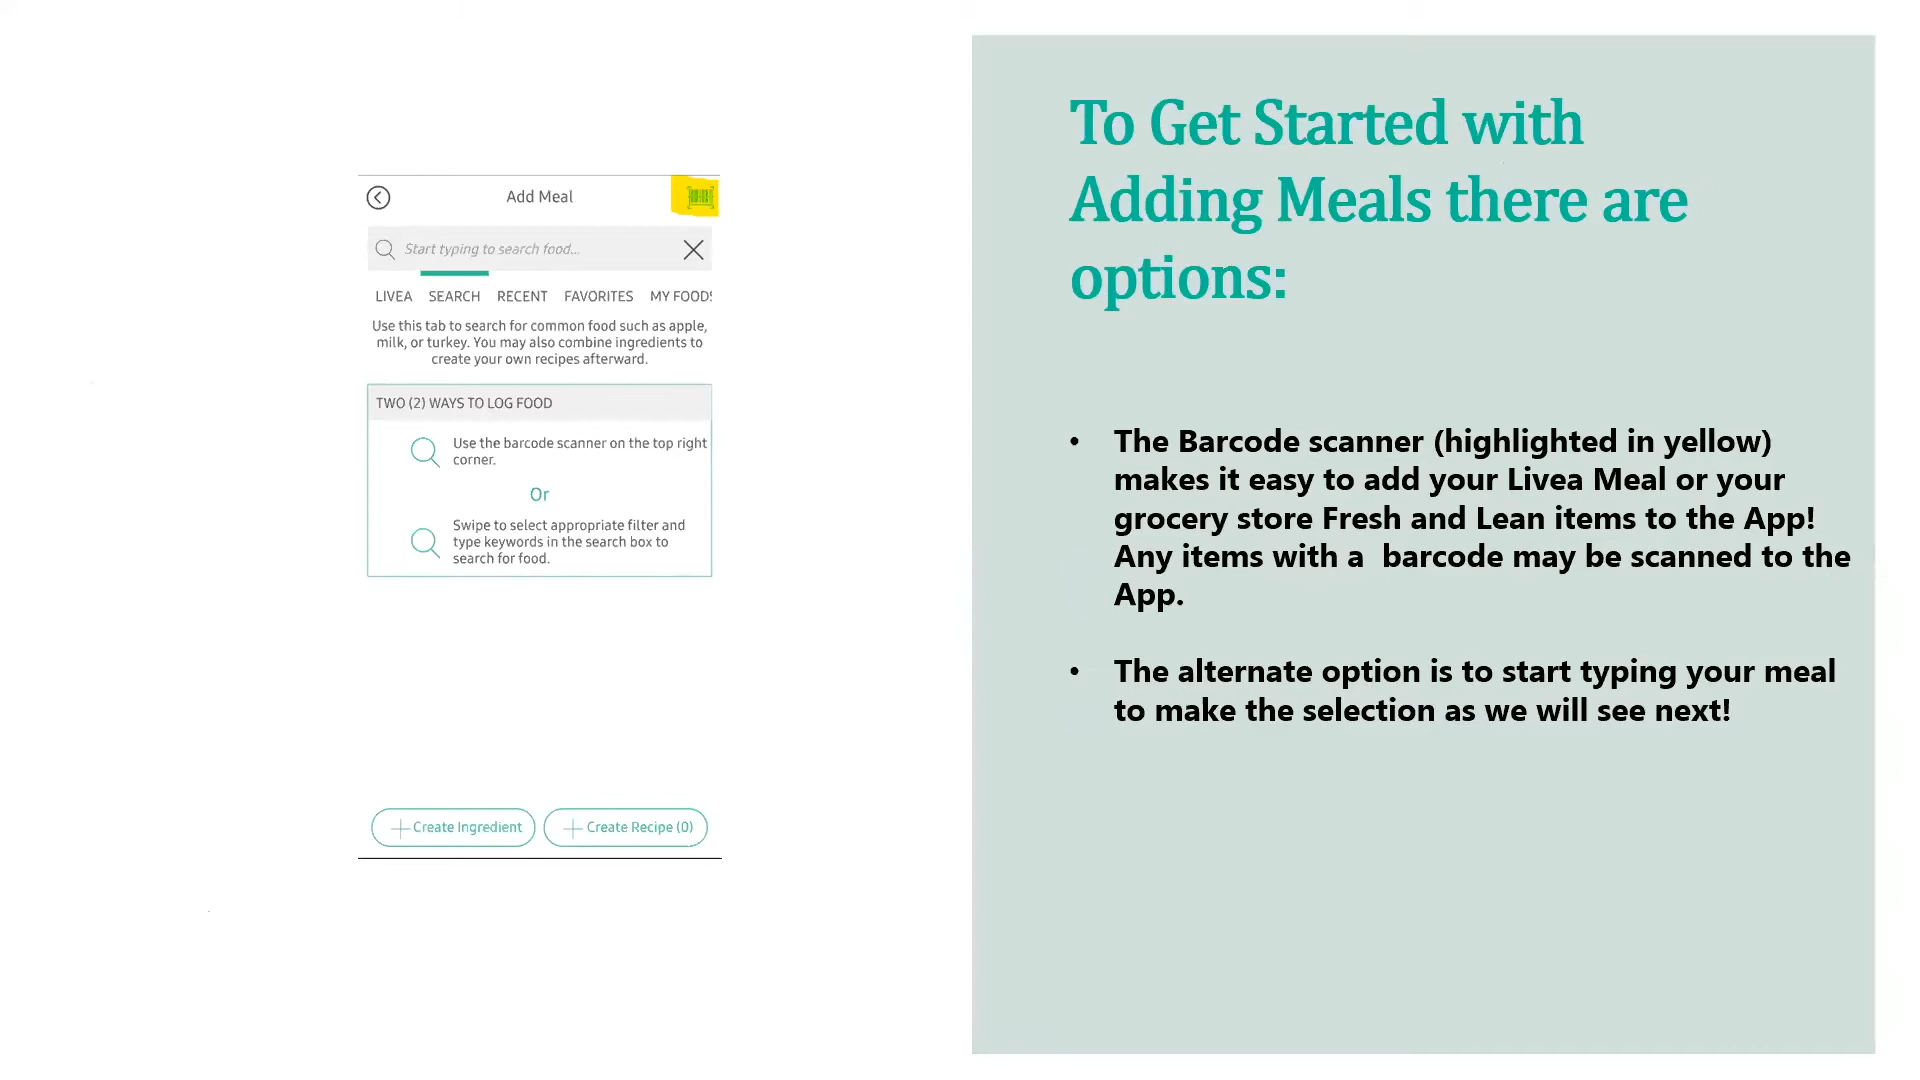 Add Meal
Start typing to search food...
LIVEA SEARCH RECENT FAVORITES MY FOODS
Use this tab to search for common food such as apple,
milk, or turkey. You may also combine ingredients to
create your own recipes afterward.
TWO (2) WAYS TO LOG FOOD
Use the barcode scanner on the top right
corner.
Or
Swipe to select appropriate filter and
type keywords in the search box to
search for food.
Create Ingredient
Create Recipe (0)
To Get Started with
Adding Meals there are
options:
• The Barcode scanner (highlighted in yellow)
makes it easy to add your Livea Meal or your
grocery store Fresh and Lean items to the App!
Any items with a  barcode may be scanned to the
App.
• The alternate option is to start typing your meal
to make the selection as we will see next!